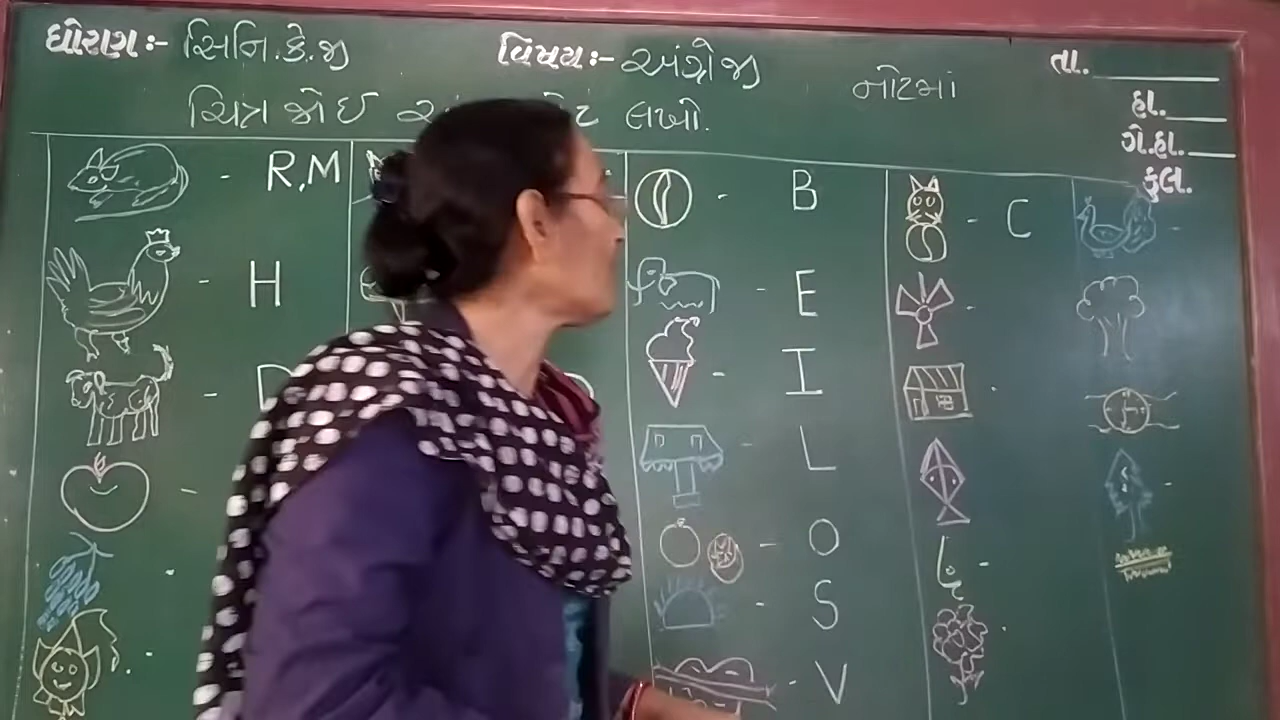 ધોરણ:- સિનિ.કે.જી
વિષય:- અંગ્રેજી
નોટમાં
તા.
હા.
ગે.હા.
કુલ.
ચિત્ર જોઈ લખો.
- R,M
- H
- D
- B
- E
- I
- L
- O
- S
- V
- C